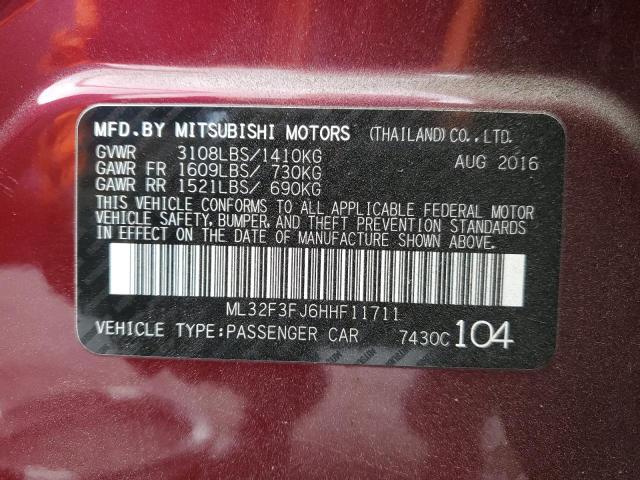 MFD.BY MITSUBISHI MOTORS (THAILAND)CO.,LTD.
GVWR 3108LBS/1410KG AUG 2016
GAWR FR 1609LBS/ 730KG
GAWR RR 1521LBS/ 690KG
THIS VEHICLE CONFORMS TO ALL APPLICABLE FEDERAL MOTOR
VEHICLE SAFETY, BUMPER, AND THEFT PREVENTION STANDARDS
IN EFFECT ON THE DATE OF MANUFACTURE SHOWN ABOVE.
ML32F3FJ6HHF11711
VEHICLE TYPE:PASSENGER CAR 7430C 104